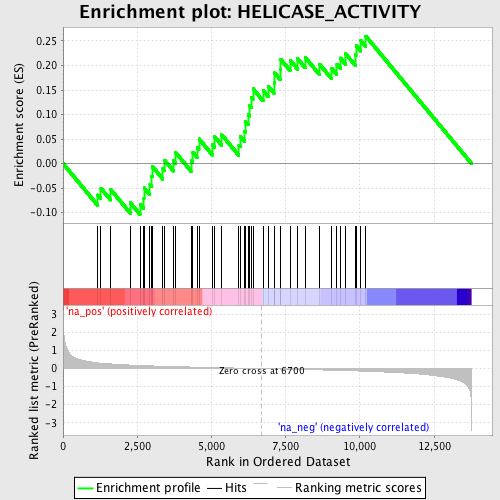 Enrichment plot: HELICASE_ACTIVITY
Enrichment score (ES)
0.25
0.20
0.15
0.10
0.05
0.00
-0.05
-0.10
'na_pos' (positively correlated)
Ranked list metric (PreRanked)
3
2
1
0
-1
-2
-3
Zero cross at 6700
'na_neg' (negatively correlated)
0
2,500
5,000
7,500
10,000
12,500
Rank in Ordered Dataset
Enrichment profile
Hits
Ranking metric scores